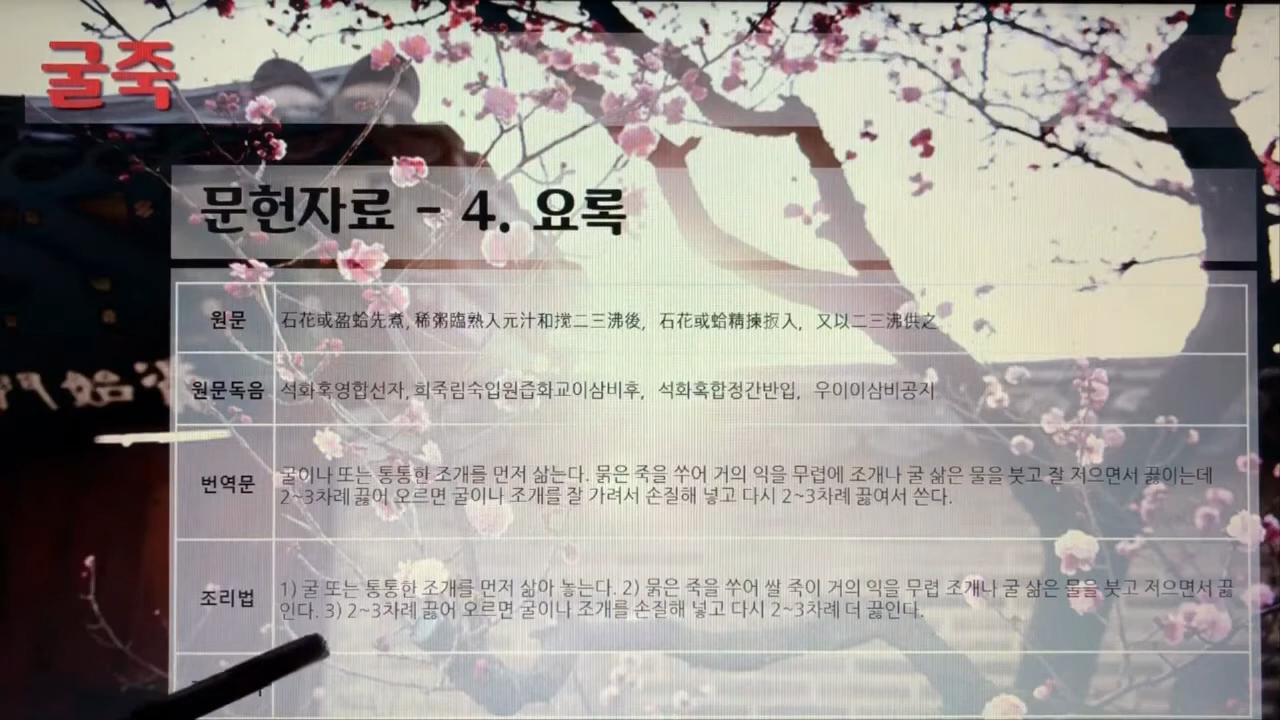 굴죽
문헌자료 - 4. 요록
원문
石花或盈蛤先煮, 稀粥臨熟入元汁和攪二三沸後, 石花或蛤精揀扳入, 又以二三沸供之
원문독음
석화혹영합선자, 희죽림숙입원즙화교이삼비후, 석화혹합정간반입, 우이이삼비공지
번역문
굴이나 또는 통통한 조개를 먼저 삶는다. 묽은 죽을 쑤어 거의 익을 무렵에 조개나 굴 삶은 물을 붓고 잘 저으면서 끓이는데
2~3차례 끓어 오르면 굴이나 조개를 잘 가려서 손질해 넣고 다시 2~3차례 끓여서 쓴다.
조리법
1) 굴 또는 통통한 조개를 먼저 삶아 놓는다. 2) 묽은 죽을 쑤어 쌀 죽이 거의 익을 무렵 조개나 굴 삶은 물을 붓고 저으면서 끓
인다. 3) 2~3차례 끓어 오르면 굴이나 조개를 손질해 넣고 다시 2~3차례 더 끓인다.